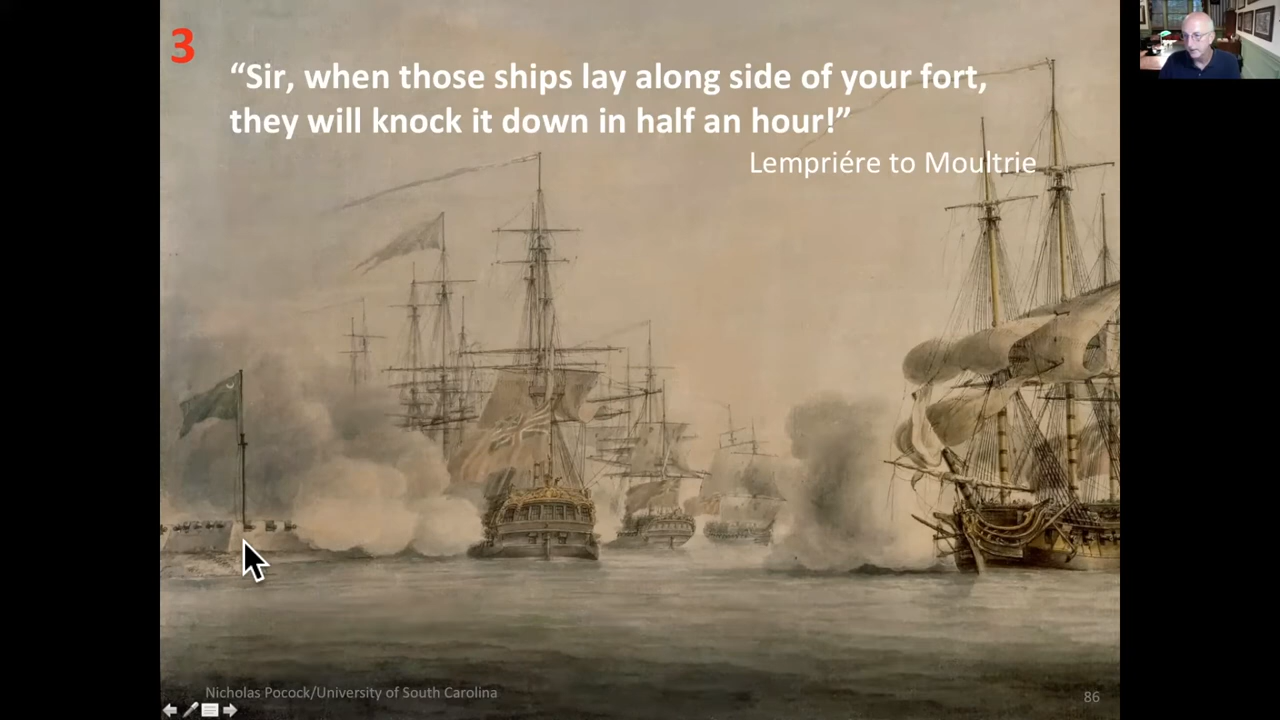 3
“Sir, when those ships lay along side of your fort,
they will knock it down in half an hour!”
Lempriére to Moultrie
Nicholas Pocock/University of South Carolina
86